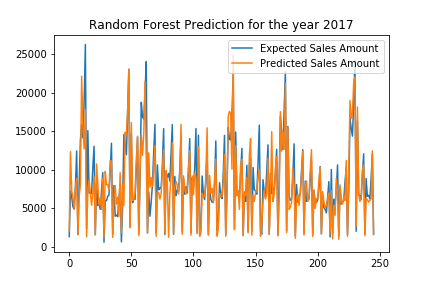 Random Forest Prediction for the year 2017
Expected Sales Amount
Predicted Sales Amount
25000
20000
15000
10000
5000
0
0 50 100 150 200 250